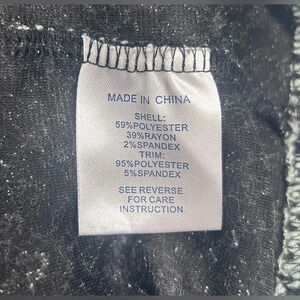 MADE IN CHINA
SHELL:
59%POLYESTER
39%RAYON
2%SPANDEX
TRIM:
95%POLYESTER
5%SPANDEX
SEE REVERSE
FOR CARE
INSTRUCTION